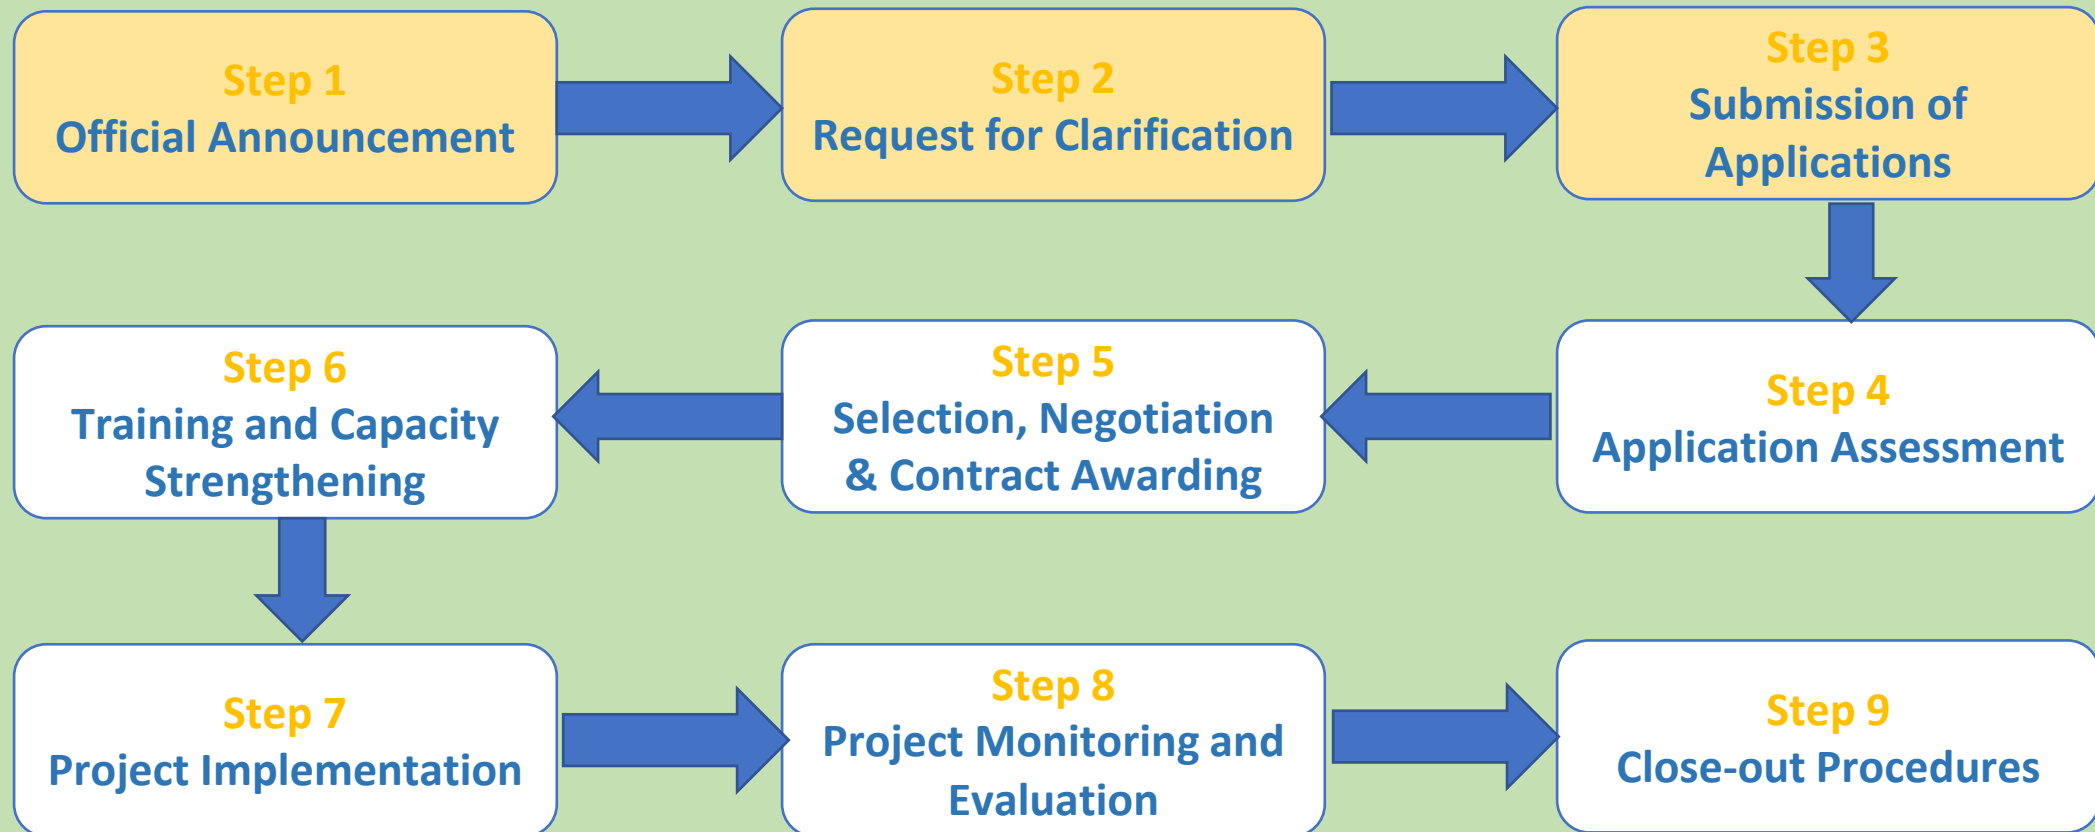 Step 1
Official Announcement
Step 2
Request for Clarification
Step 3
Submission of
Applications
Step 4
Application Assessment
Step 5
Selection, Negotiation
& Contract Awarding
Step 6
Training and Capacity
Strengthening
Step 7
Project Implementation
Step 8
Project Monitoring and
Evaluation
Step 9
Close-out Procedures